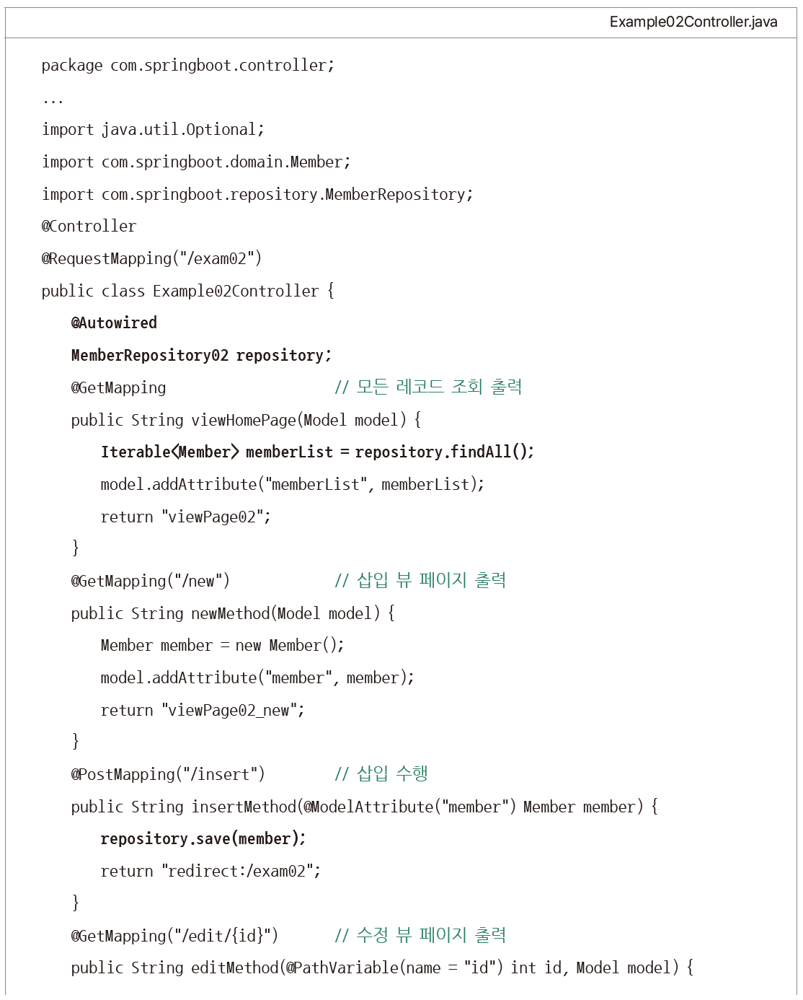 Example02Controller.java
package com.springboot.controller;
...
import java.util.Optional;
import com.springboot.domain.Member;
import com.springboot.repository.MemberRepository;
@Controller
@RequestMapping("/exam02")
public class Example02Controller {
@Autowired
MemberRepository02 repository;
@GetMapping // 모든 레코드 조회 출력
public String viewHomePage(Model model) {
Iterable<Member> memberList = repository.findAll();
model.addAttribute("memberList", memberList);
return "viewPage02";
}
@GetMapping("/new") // 삽입 뷰 페이지 출력
public String newMethod(Model model) {
Member member = new Member();
model.addAttribute("member", member);
return "viewPage02_new";
}
@PostMapping("/insert") // 삽입 수행
public String insertMethod(@ModelAttribute("member") Member member) {
repository.save(member);
return "redirect:/exam02";
}
@GetMapping("/edit/{id}") // 수정 뷰 페이지 출력
public String editMethod(@PathVariable(name = "id") int id, Model model) {